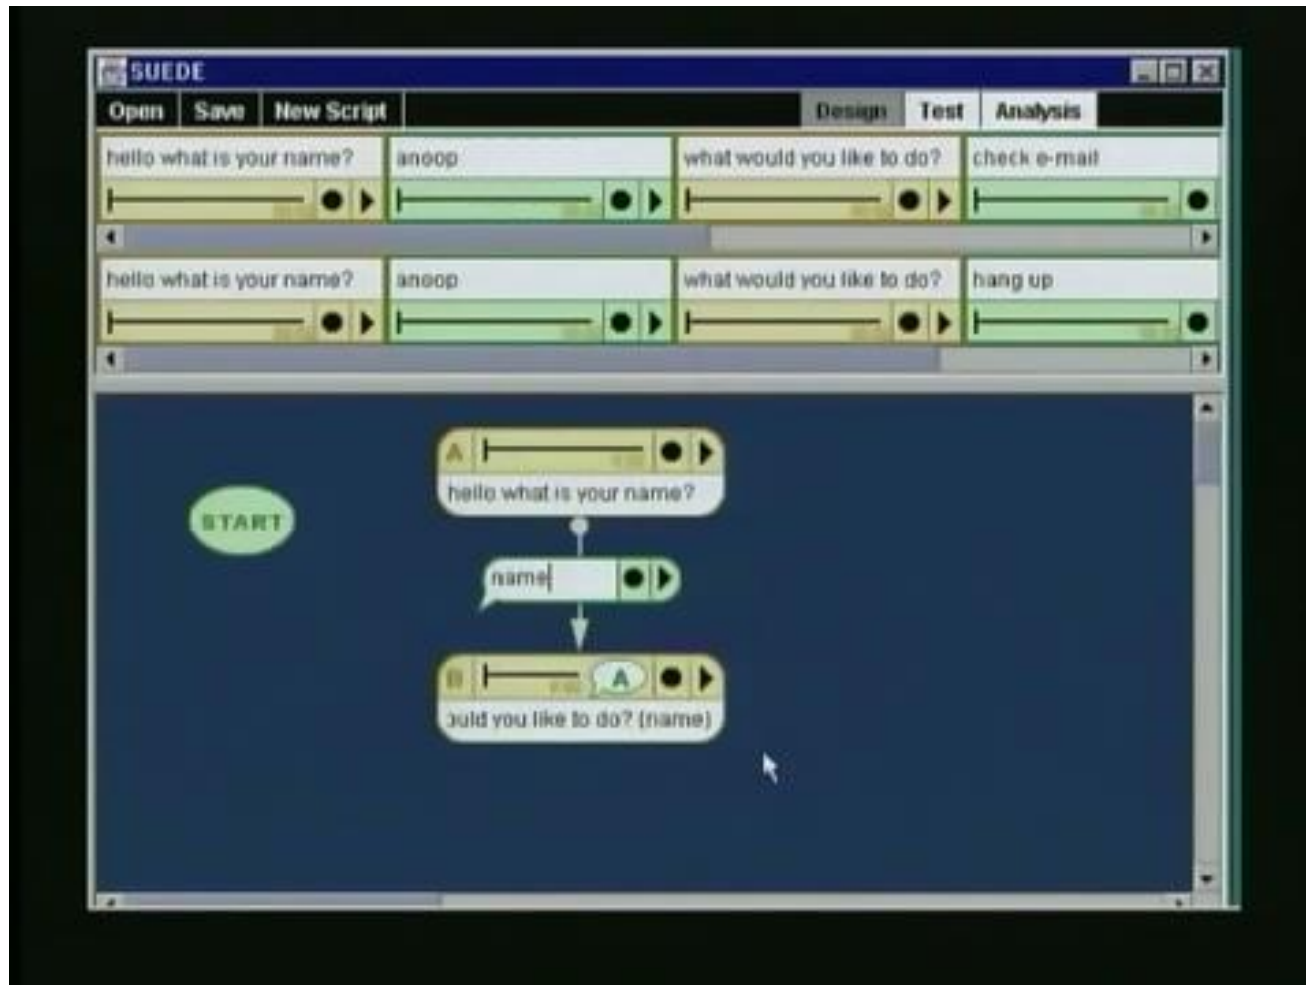 SUEDE
Open Save New Script Design Test Analysis
hello what is your name? anoop what would you like to do? check e-mail
hello what is your name? anoop what would you like to do? hang up
A
hello what is your name?
START
name
B A
ould you like to do? (name)